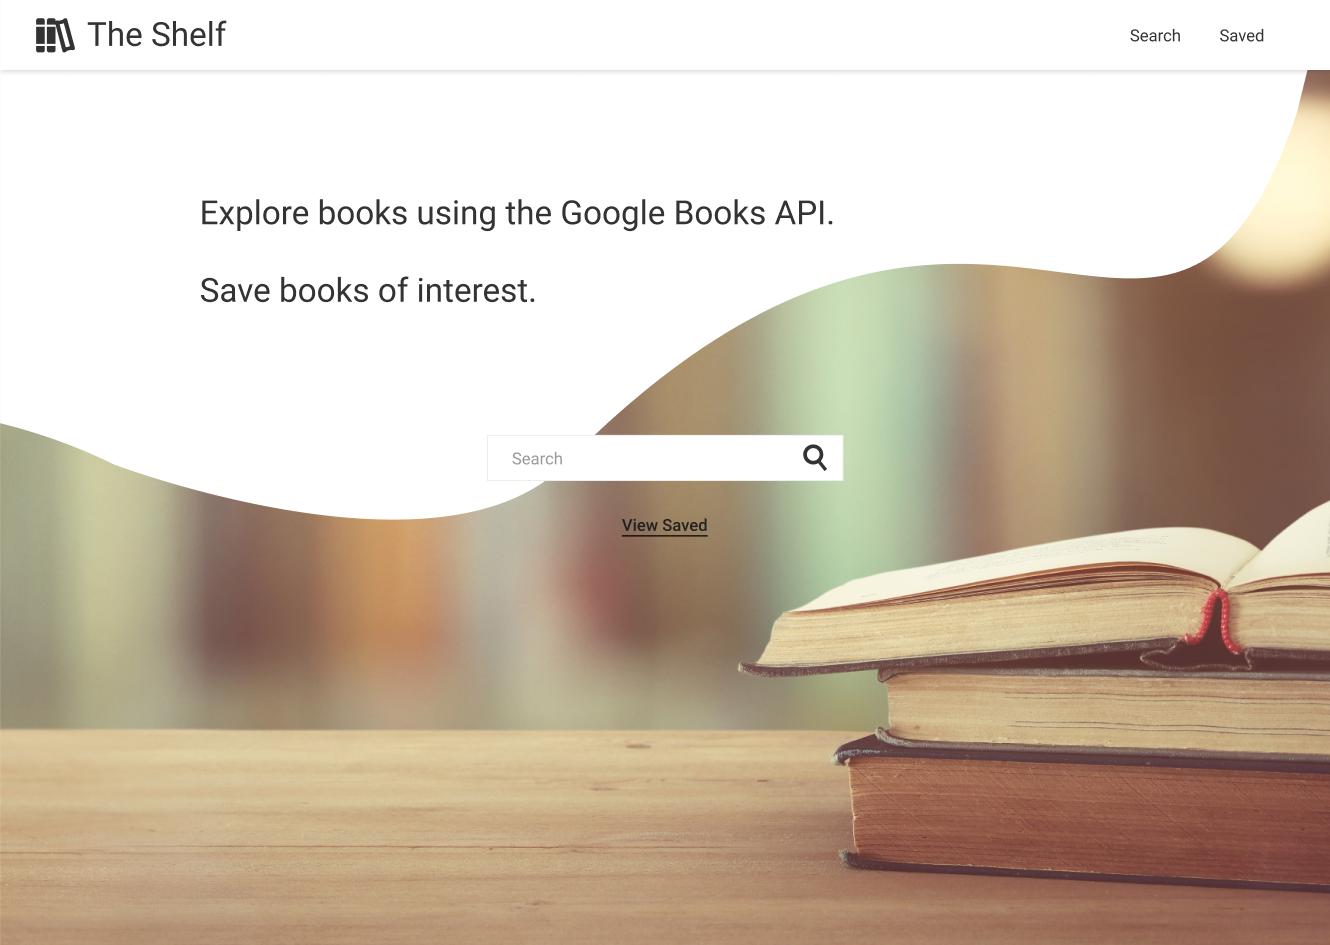 The Shelf
Search
Saved
Explore books using the Google Books API.
Save books of interest.
Search
View Saved